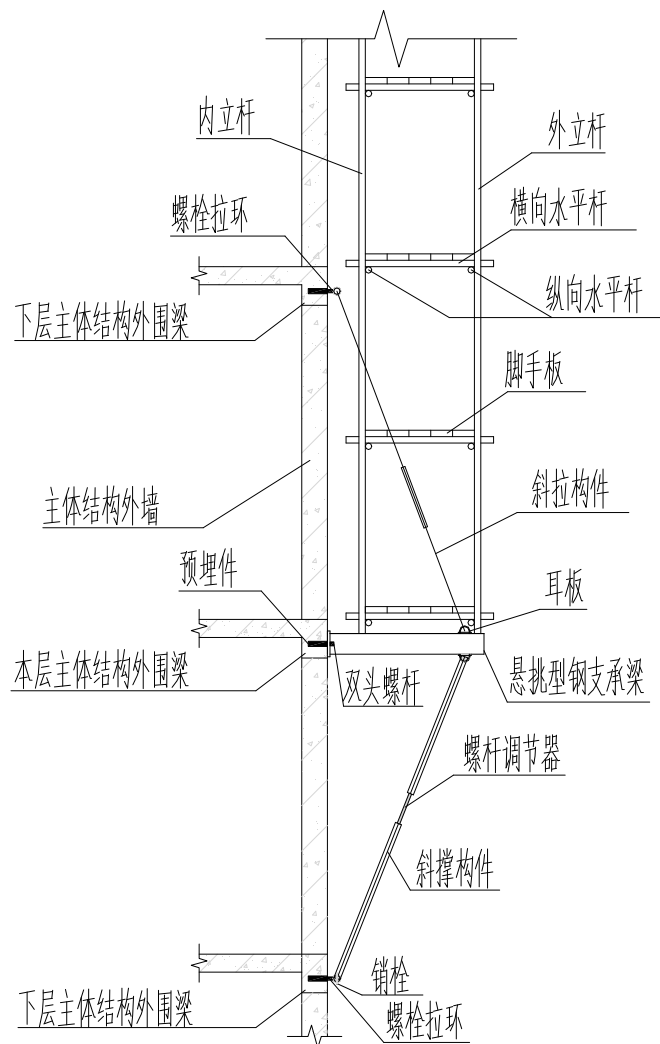 内立杆
外立杆
螺栓拉环
横向水平杆
纵向水平杆
下层主体结构外围梁
脚手板
主体结构外墙
斜拉构件
预埋件
耳板
本层主体结构外围梁
双头螺杆
悬挑型钢支承梁
螺杆调节器
斜撑构件
销栓
下层主体结构外围梁
螺栓拉环